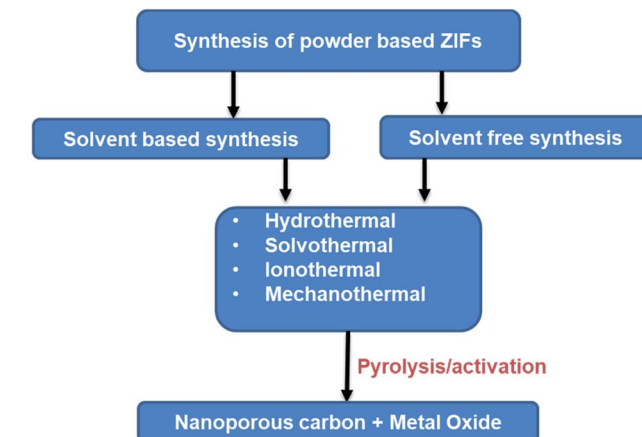 Synthesis of powder based ZIFs
Solvent based synthesis
Solvent free synthesis
• Hydrothermal
• Solvothermal
• Ionothermal
• Mechanothermal
Pyrolysis/activation
Nanoporous carbon + Metal Oxide